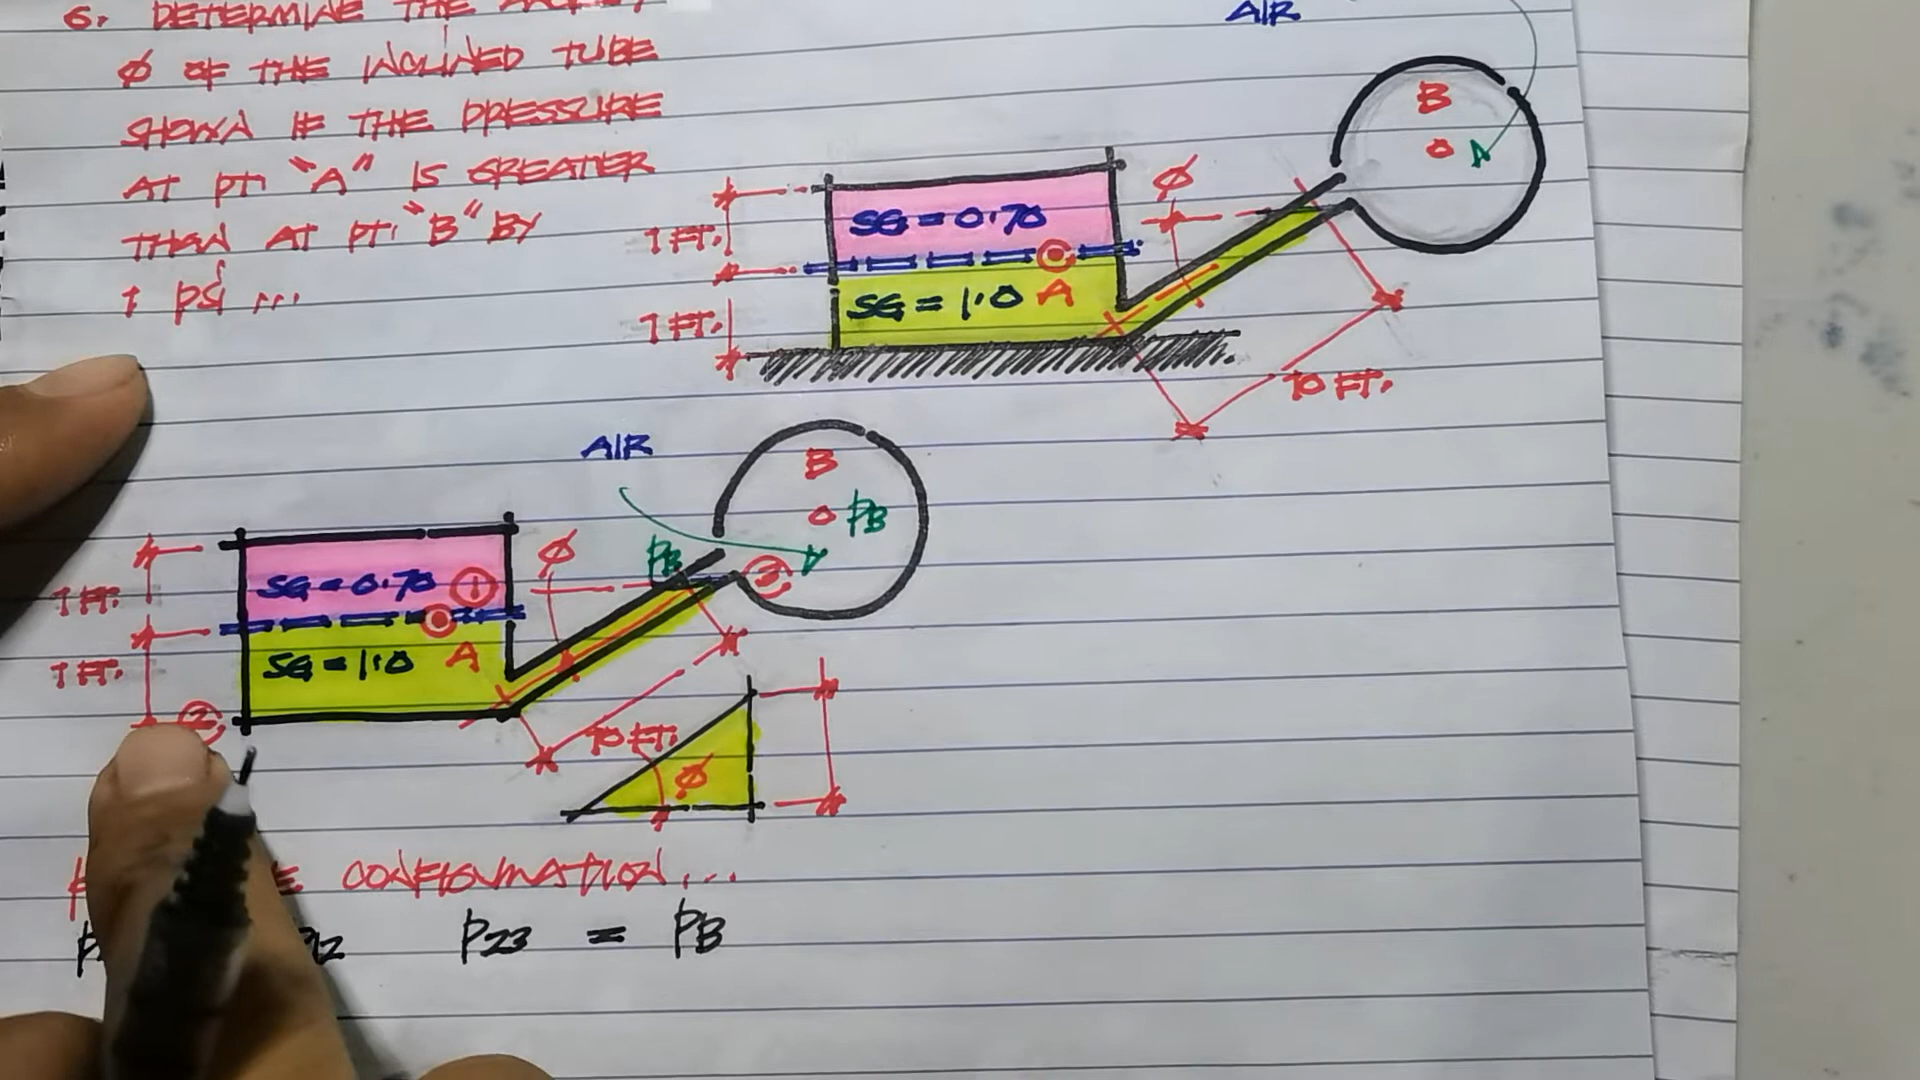 6. DETERMINE THE
Ø OF THE INCLINED TUBE
SHOWN IF THE PRESSURE
AT PT. "A" IS GREATER
THAN AT PT. "B" BY
1 psi ...
AIR
B
Ø
1 FT.
SG = 0.70
1 FT.
SG = 1.0 A
10 FT.
AIR
B
PB
PB
Ø
3
1 FT.
SG = 0.70 1
1 FT.
SG = 1.0 A
2
10 FT.
Ø
P23 = PB